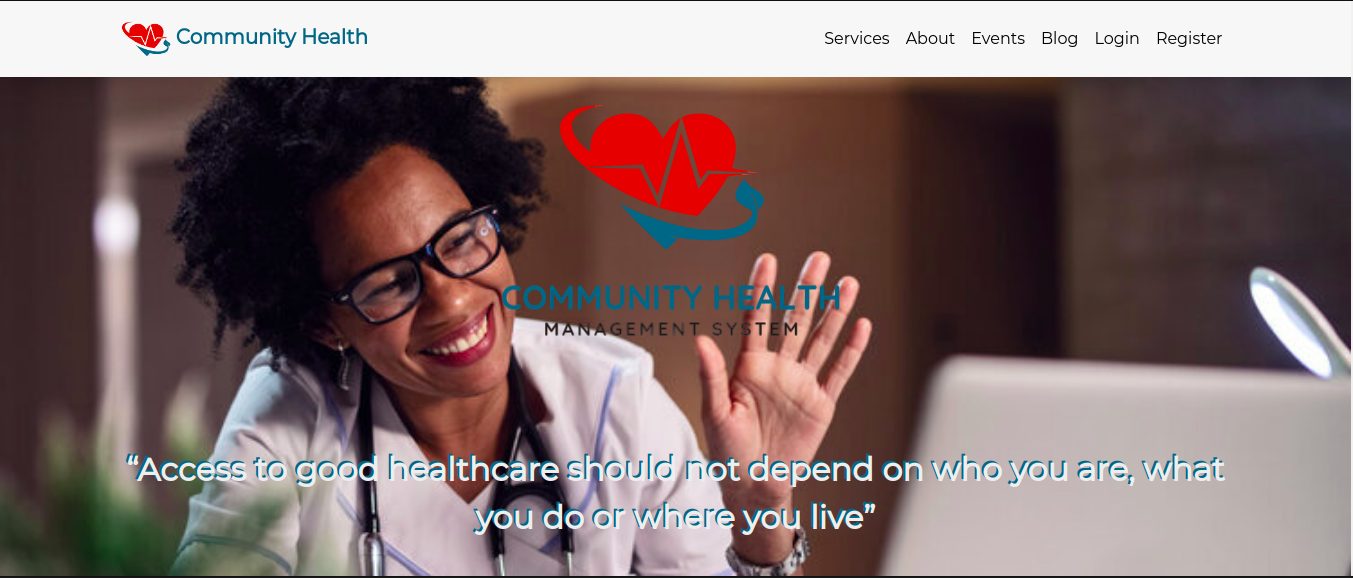 Community Health
Services About Events Blog Login Register
COMMUNITY HEALTH
MANAGEMENT SYSTEM
“Access to good healthcare should not depend on who you are, what
you do or where you live”